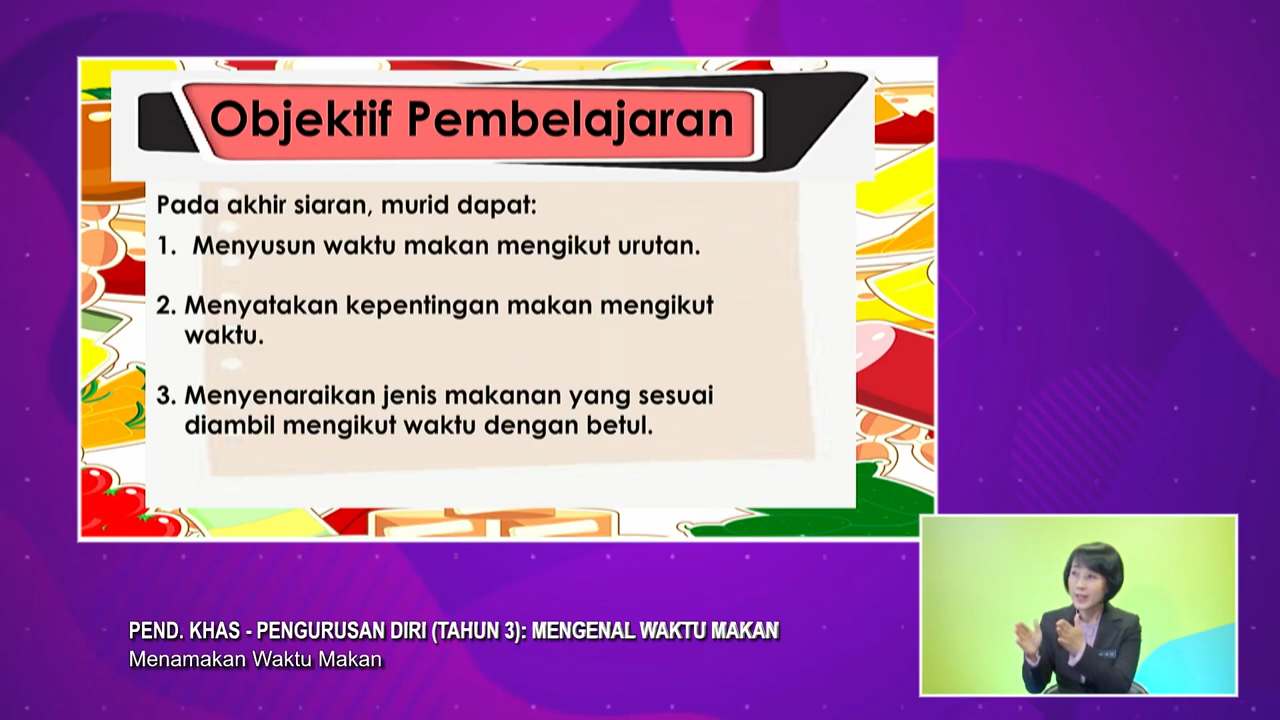 Objektif Pembelajaran
Pada akhir siaran, murid dapat:
1. Menyusun waktu makan mengikut urutan.
2. Menyatakan kepentingan makan mengikut
waktu.
3. Menyenaraikan jenis makanan yang sesuai
diambil mengikut waktu dengan betul.
PEND. KHAS - PENGURUSAN DIRI (TAHUN 3): MENGENAL WAKTU MAKAN
Menamakan Waktu Makan